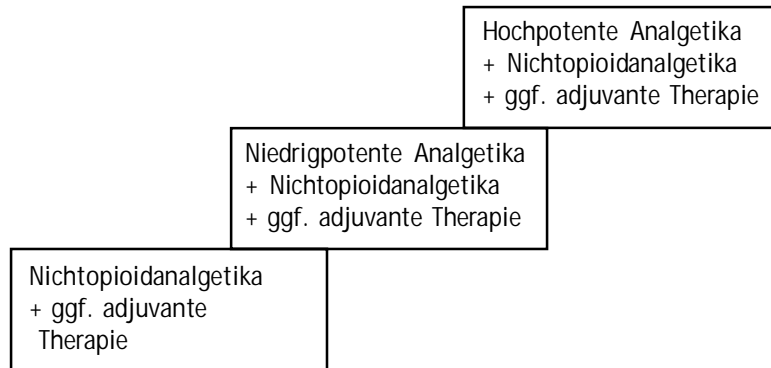 Hochpotente Analgetika
+ Nichtopioidanalgetika
+ ggf. adjuvante Therapie
Niedrigpotente Analgetika
+ Nichtopioidanalgetika
+ ggf. adjuvante Therapie
Nichtopioidanalgetika
+ ggf. adjuvante
Therapie